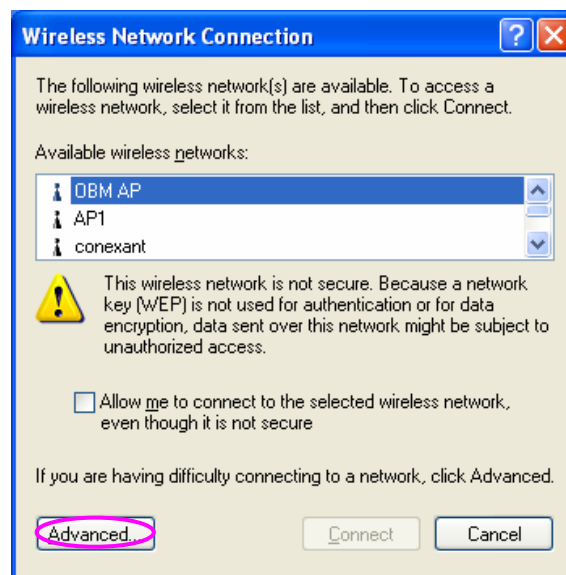 Wireless Network Connection
The following wireless network(s) are available. To access a
wireless network, select it from the list, and then click Connect.
Available wireless networks:
OBM AP
AP1
conexant
This wireless network is not secure. Because a network
key (WEP) is not used for authentication or for data
encryption, data sent over this network might be subject to
unauthorized access.
Allow me to connect to the selected wireless network,
even though it is not secure
If you are having difficulty connecting to a network, click Advanced.
Advanced... Connect Cancel